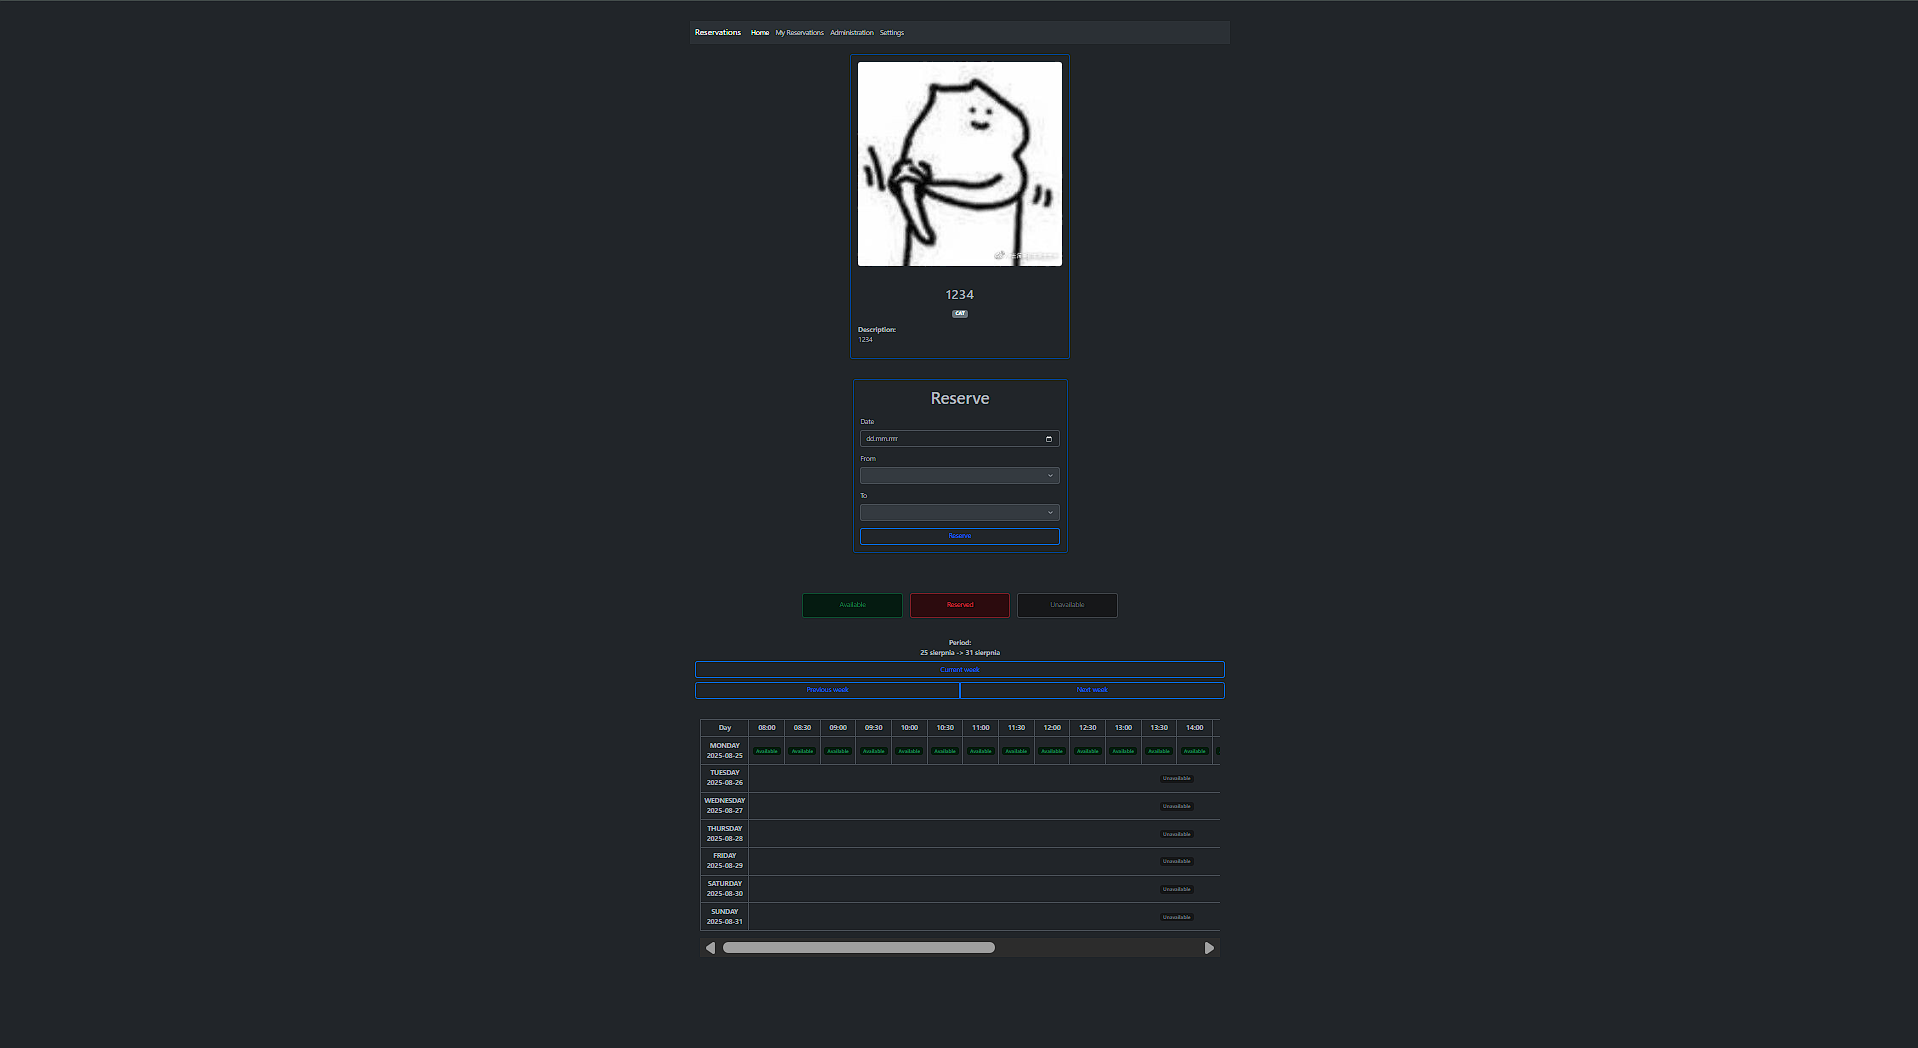 Reservations Home My Reservations Administration Settings
1234
CAT
Description:
1234
Reserve
Date
dd.mm.rrrr
From
To
Reserve
Available Reserved Unavailable
Period:
25 sierpnia -> 31 sierpnia
Current week
Previous week Next week
Day 08:00 08:30 09:00 09:30 10:00 10:30 11:00 11:30 12:00 12:30 13:00 13:30 14:00
MONDAY
2025-08-25
Available Available Available Available Available Available Available Available Available Available Available Available Available
TUESDAY
2025-08-26
Unavailable
WEDNESDAY
2025-08-27
Unavailable
THURSDAY
2025-08-28
Unavailable
FRIDAY
2025-08-29
Unavailable
SATURDAY
2025-08-30
Unavailable
SUNDAY
2025-08-31
Unavailable